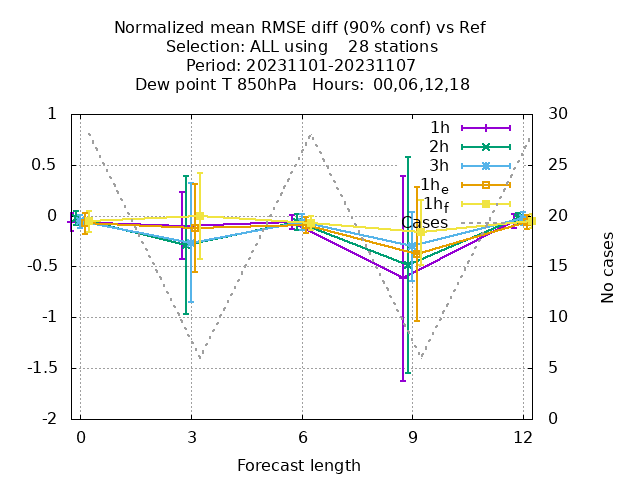 Normalized mean RMSE diff (90% conf) vs Ref
Selection: ALL using    28 stations
Period: 20231101-20231107
Dew point T 850hPa   Hours: 00,06,12,18
1
0.5
0
-0.5
-1
-1.5
-2
30
25
20
15
10
5
0
1h
2h
3h
1he
1hf
Cases
No cases
0
3
6
9
12
Forecast length